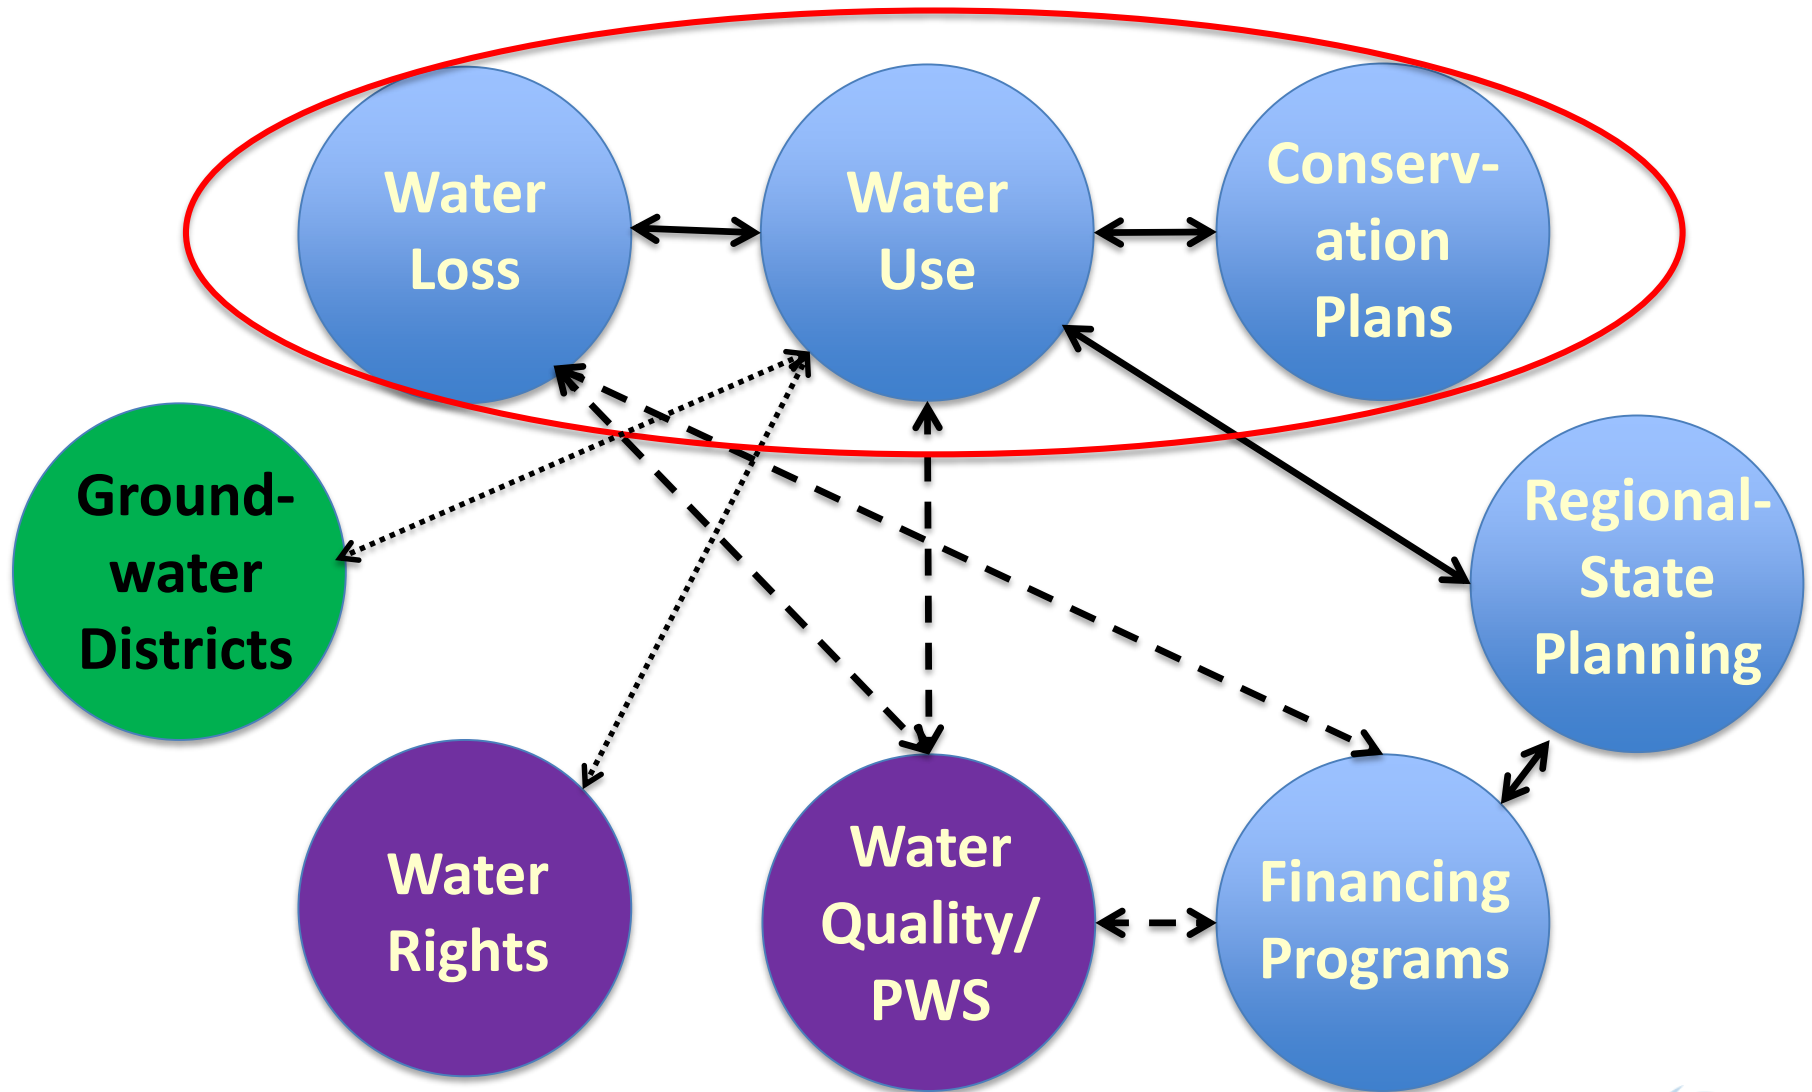 Water
Loss
Water
Use
Conserv-
ation
Plans
Ground-
water
Districts
Regional-
State
Planning
Water
Rights
Water
Quality/
PWS
Financing
Programs